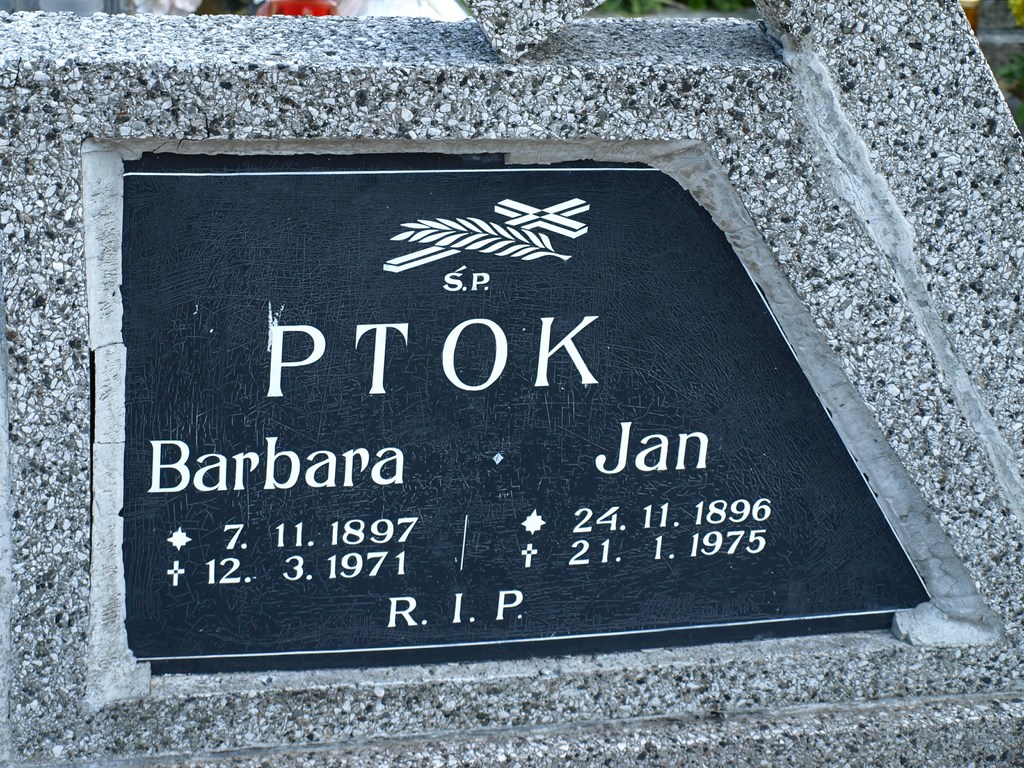 Ś.P.
PTOK
Barbara Jan
* 7. 11. 1897 * 24. 11. 1896
✝ 12. 3. 1971 ✝ 21. 1. 1975
R. I. P.